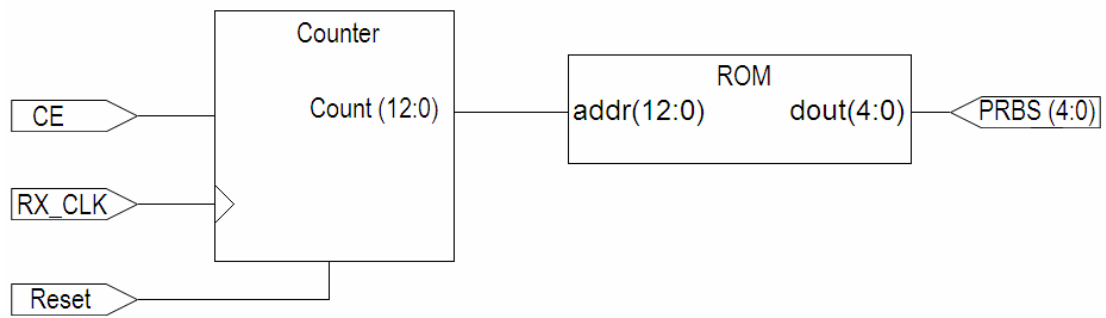 Counter
ROM
CE
Count (12:0)
addr(12:0)
dout(4:0)
PRBS (4:0)
RX_CLK
Reset